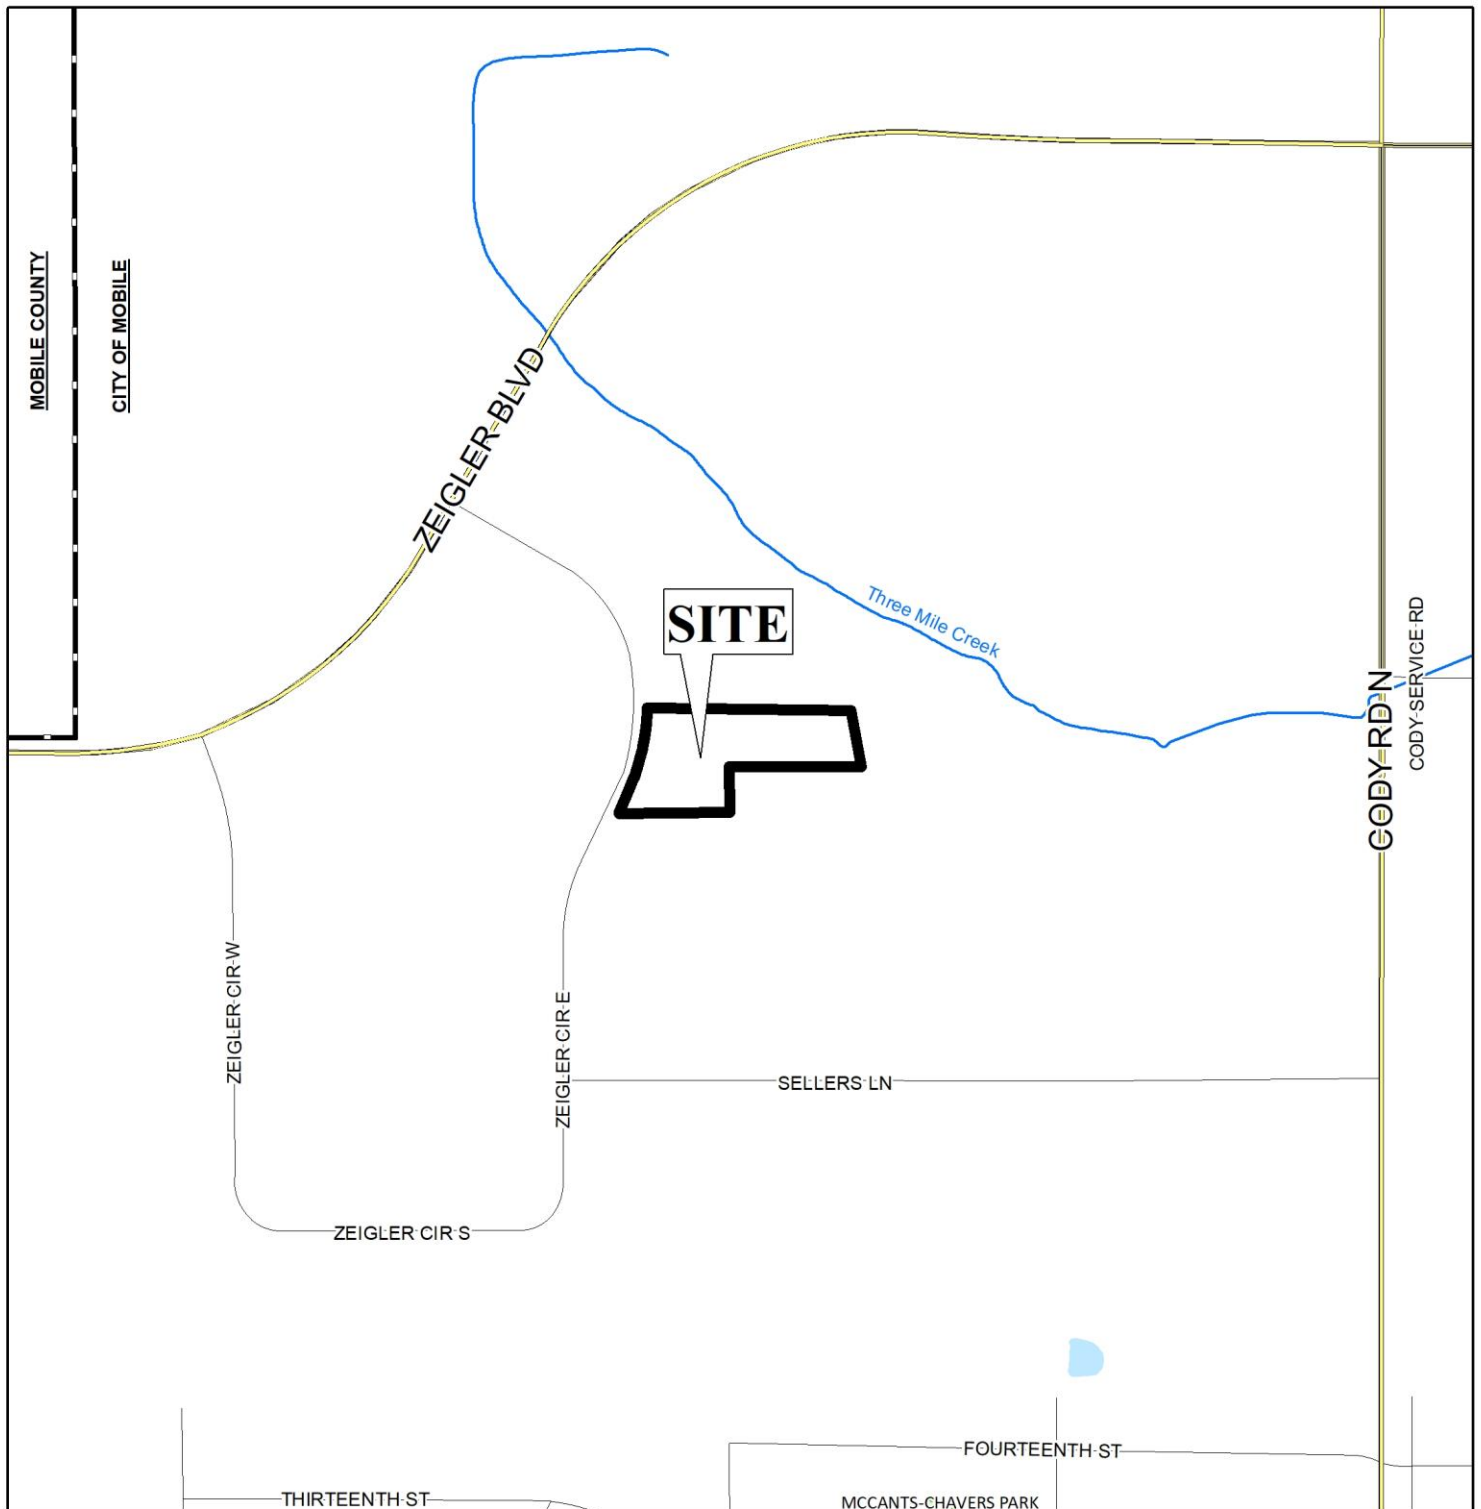 MOBILE COUNTY
CITY OF MOBILE
ZEIGLER BLVD
SITE
Three Mile Creek
CODY RD N
CODY SERVICE RD
ZEIGLER CIR W
ZEIGLER CIR E
SELLERS LN
ZEIGLER CIR S
FOURTEENTH ST
THIRTEENTH ST
MCCANTS-CHAVERS PARK